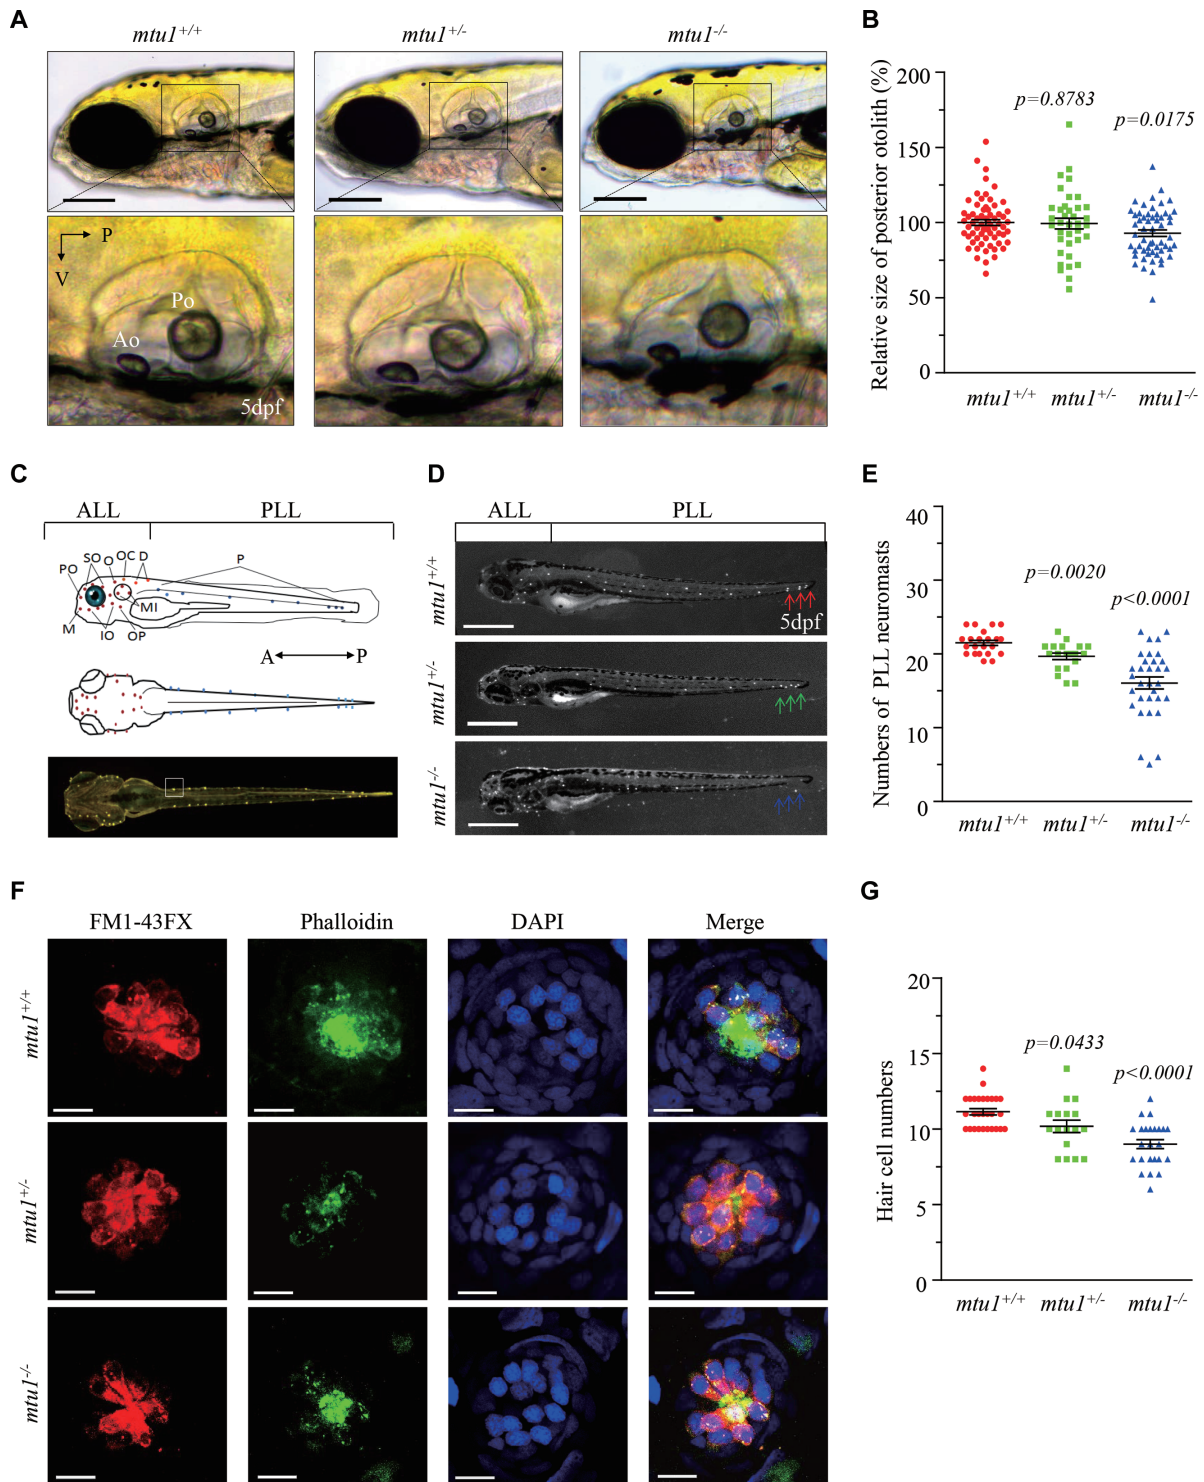 A
mtu1+/+
mtu1+/-
mtu1-/-
P
V
Po
Ao
5dpf
B
Relative size of posterior otolith (%)
200
150
100
50
0
p=0.8783
p=0.0175
mtu1+/+
mtu1+/-
mtu1-/-
C
ALL
PLL
PO
SO
O
OC
D
P
MI
M
IO
OP
A
P
D
ALL
PLL
mtu1+/+
5dpf
mtu1+/-
mtu1-/-
E
Numbers of PLL neuromasts
40
30
20
10
0
p=0.0020
p<0.0001
mtu1+/+
mtu1+/-
mtu1-/-
F
FM1-43FX
Phalloidin
DAPI
Merge
mtu1+/+
mtu1+/-
mtu1-/-
G
Hair cell numbers
20
15
10
5
0
p=0.0433
p<0.0001
mtu1+/+
mtu1+/-
mtu1-/-